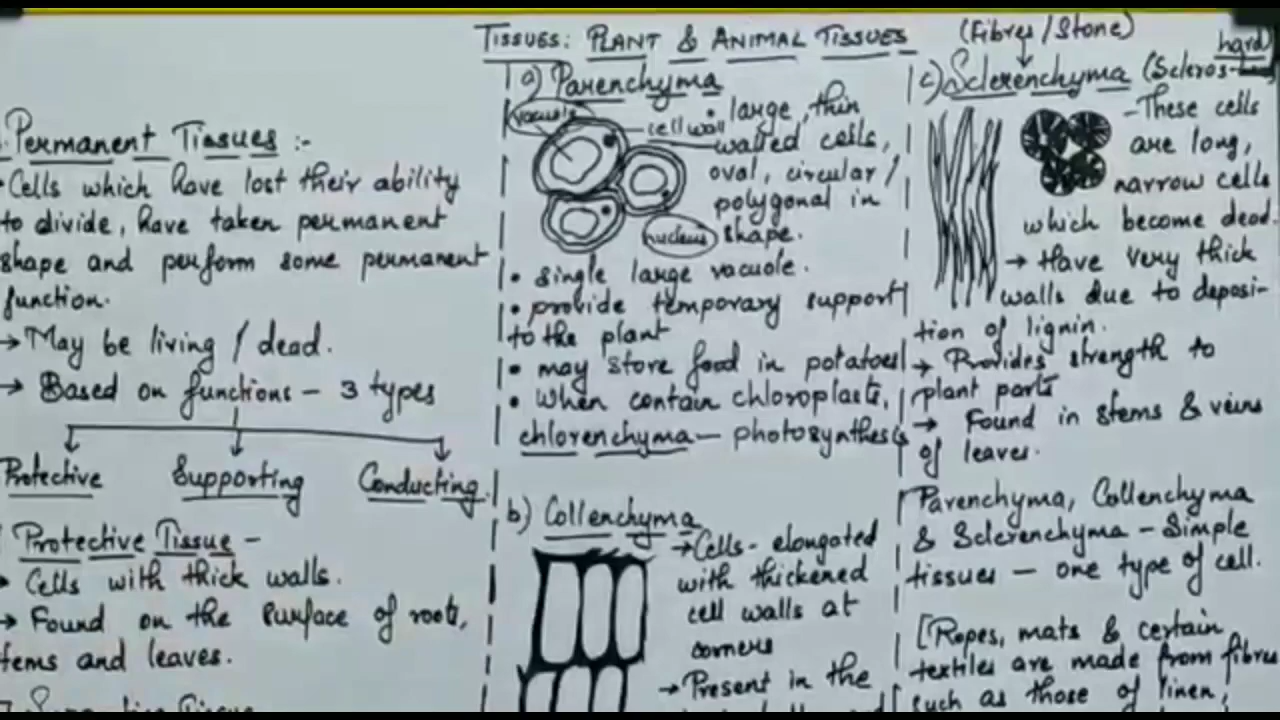 TISSUES: PLANT & ANIMAL TISSUES
Permanent Tissues :-
Cells which have lost their ability
to divide, have taken permanent
shape and perform some permanent
function.
→ May be living / dead.
→ Based on functions - 3 types
Protective Supporting Conducting
Protective Tissue -
Cells with thick walls.
→ Found on the surface of roots,
tems and leaves.
a) Parenchyma
vacuole
cell wall
nucleus
large, thin
walled cells,
oval, circular /
polygonal in
shape.
• single large vacuole.
• provide temporary support
to the plant
• may store food in potatoes
• When contain chloroplasts,
chlorenchyma - photosynthesis
b) Collenchyma
→ Cells - elongated
with thickened
cell walls at
corners
→ Present in the
(Fibres / Stone)
hard)
c) Sclerenchyma (Scleros-
- These cells
are long,
narrow cells
which become dead.
→ Have very thick
walls due to deposi-
tion of lignin.
→ Provides strength to
plant parts
→ Found in stems & veins
of leaves.
Parenchyma, Collenchyma
& Sclerenchyma - Simple
tissues - one type of cell.
[Ropes, mats & certain
textiles are made from fibres
such as those of linen,